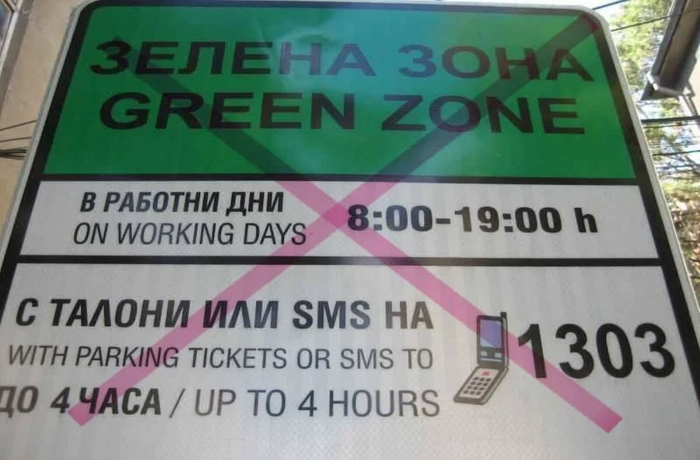 ЗЕЛЕНА ЗОНА
GREEN ZONE
В РАБОТНИ ДНИ
ON WORKING DAYS
8:00-19:00 h
С ТАЛОНИ ИЛИ SMS НА
WITH PARKING TICKETS OR SMS TO
1303
ДО 4 ЧАСА / UP TO 4 HOURS